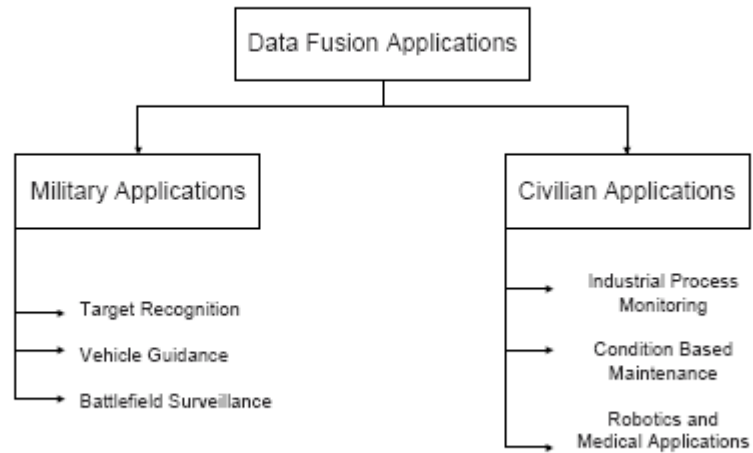 Data Fusion Applications
Military Applications
Civilian Applications
Target Recognition
Vehicle Guidance
Battlefield Surveillance
Industrial Process
Monitoring
Condition Based
Maintenance
Robotics and
Medical Applications